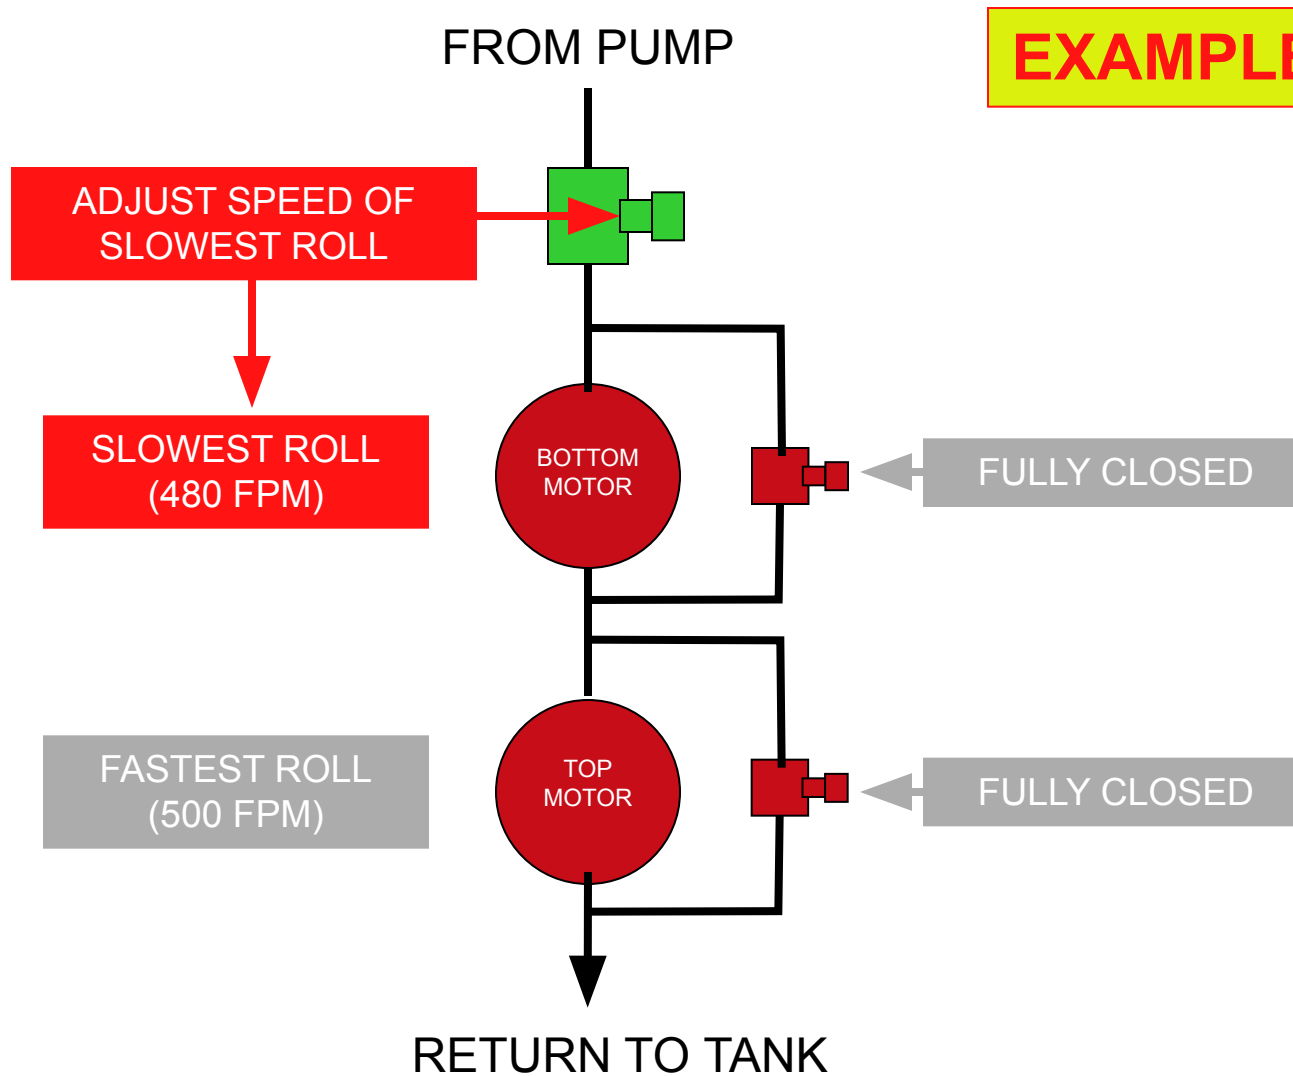 FROM PUMP
EXAMPLE
ADJUST SPEED OF
SLOWEST ROLL
SLOWEST ROLL
(480 FPM)
BOTTOM
MOTOR
FULLY CLOSED
FASTEST ROLL
(500 FPM)
TOP
MOTOR
FULLY CLOSED
RETURN TO TANK